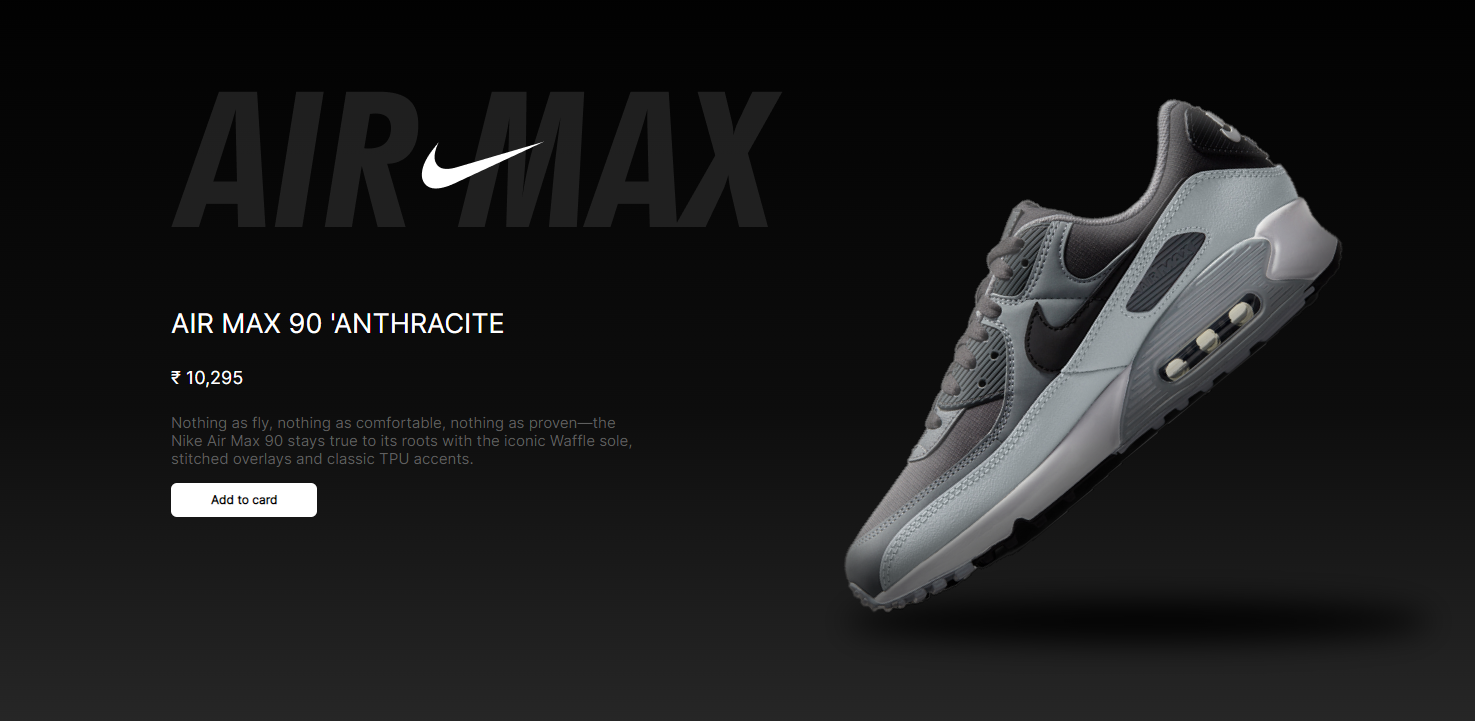 AIR MAX
AIR MAX 90 'ANTHRACITE
₹ 10,295
Nothing as fly, nothing as comfortable, nothing as proven—the
Nike Air Max 90 stays true to its roots with the iconic Waffle sole,
stitched overlays and classic TPU accents.
Add to card